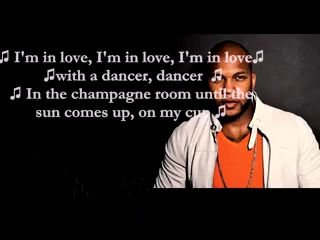 ♫ I'm in love, I'm in love, I'm in love♫
♫with a dancer, dancer ♫
♫ In the champagne room until the
sun comes up, on my cup ♫